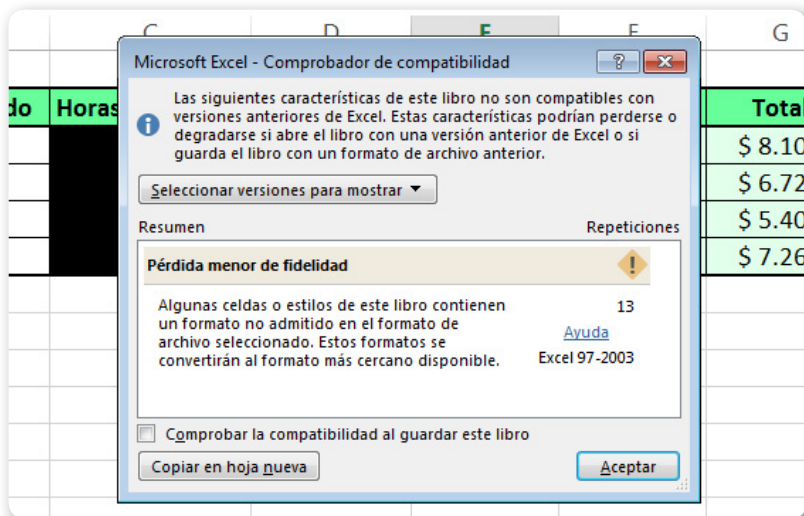 C D E F G
Microsoft Excel - Comprobador de compatibilidad
Las siguientes características de este libro no son compatibles con
versiones anteriores de Excel. Estas características podrían perderse o
degradarse si abre el libro con una versión anterior de Excel o si
guarda el libro con un formato de archivo anterior.
do Horas Total
Seleccionar versiones para mostrar
$ 8.10
$ 6.72
$ 5.40
$ 7.26
Resumen Repeticiones
Pérdida menor de fidelidad
Algunas celdas o estilos de este libro contienen 13
un formato no admitido en el formato de
archivo seleccionado. Estos formatos se Ayuda
convertirán al formato más cercano disponible. Excel 97-2003
Comprobar la compatibilidad al guardar este libro
Copiar en hoja nueva Aceptar